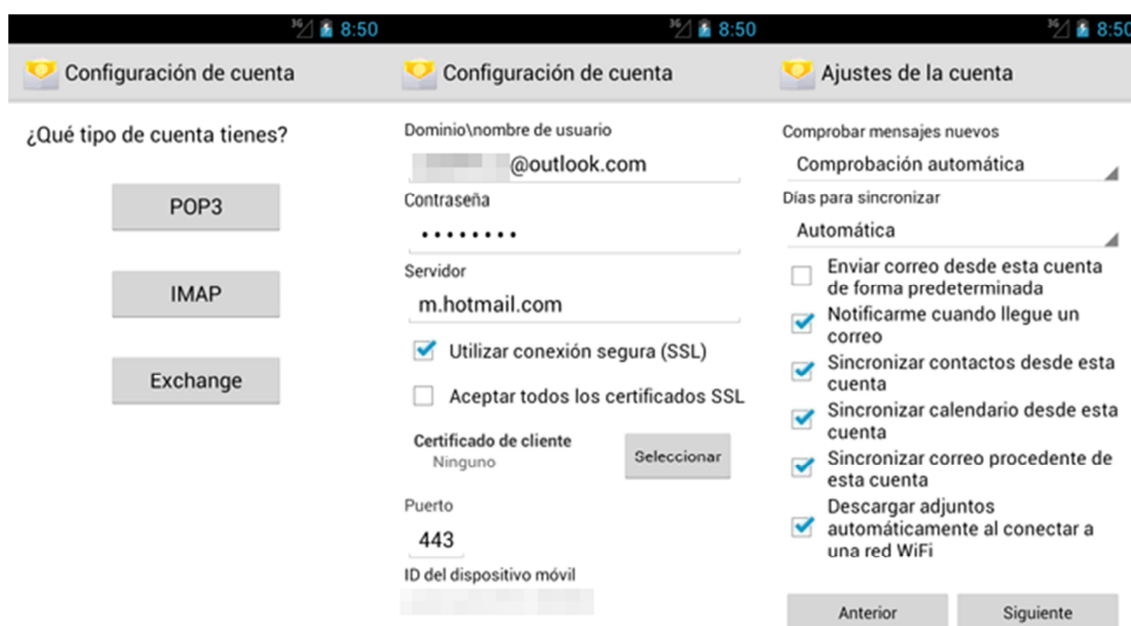 3G 8:50
Configuración de cuenta
¿Qué tipo de cuenta tienes?
POP3
IMAP
Exchange
3G 8:50
Configuración de cuenta
Dominio\nombre de usuario
@outlook.com
Contraseña
••••••••
Servidor
m.hotmail.com
Utilizar conexión segura (SSL)
Aceptar todos los certificados SSL
Certificado de cliente
Ninguno
Seleccionar
Puerto
443
ID del dispositivo móvil
3G 8:50
Ajustes de la cuenta
Comprobar mensajes nuevos
Comprobación automática
Días para sincronizar
Automática
Enviar correo desde esta cuenta
de forma predeterminada
Notificarme cuando llegue un
correo
Sincronizar contactos desde esta
cuenta
Sincronizar calendario desde esta
cuenta
Sincronizar correo procedente de
esta cuenta
Descargar adjuntos
automáticamente al conectar a
una red WiFi
Anterior
Siguiente